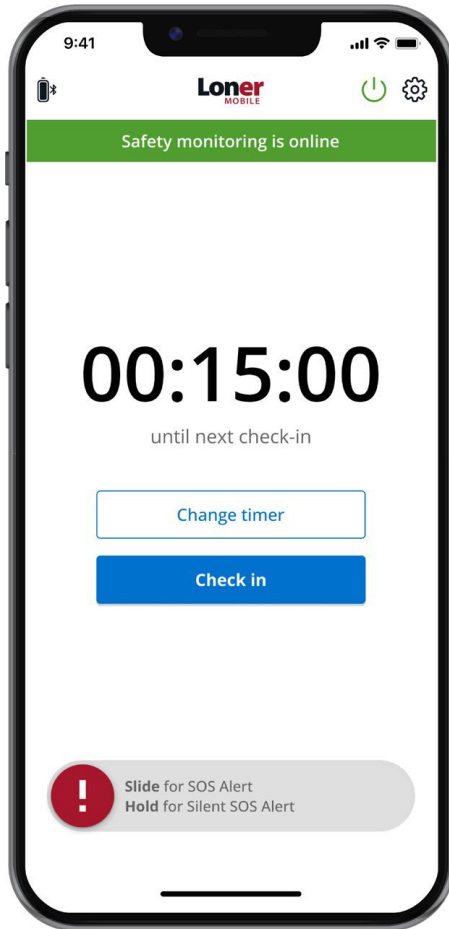 9:41
Loner
MOBILE
Safety monitoring is online
00:15:00
until next check-in
Change timer
Check in
!
Slide for SOS Alert
Hold for Silent SOS Alert